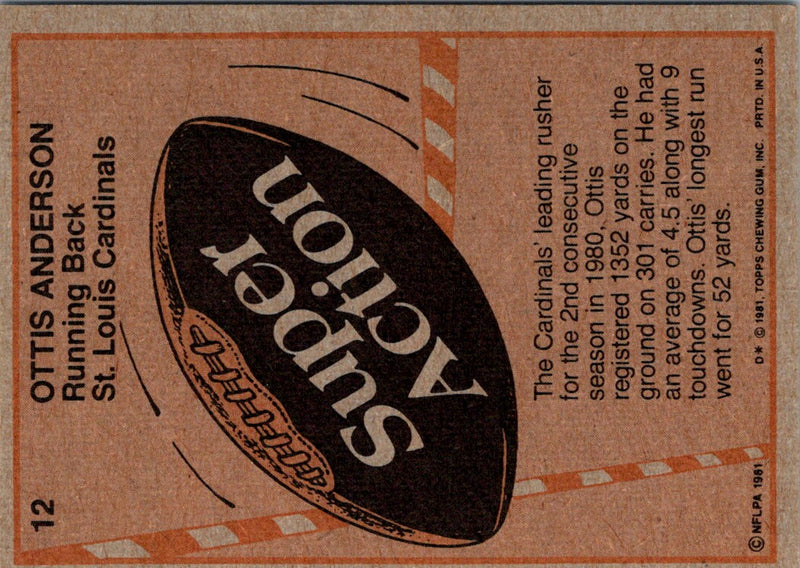 12
OTTIS ANDERSON
Running Back
St. Louis Cardinals
Super
Action
The Cardinals' leading rusher
for the 2nd consecutive
season in 1980, Ottis
registered 1352 yards on the
ground on 301 carries. He had
an average of 4.5 along with 9
touchdowns. Ottis' longest run
went for 52 yards.
© NFLPA 1981
D* © 1981, TOPPS CHEWING GUM, INC. PRTD. IN U.S.A.